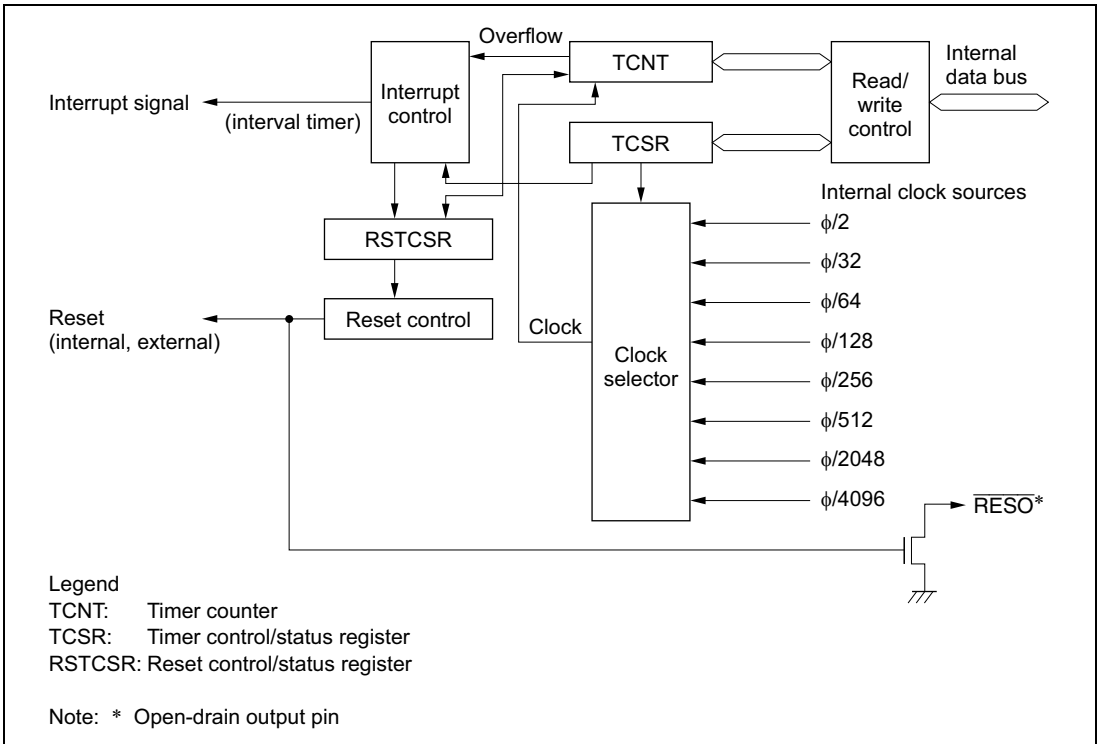 Overflow
TCNT
Internal
data bus
Read/
write
control
Interrupt
control
Interrupt signal
(interval timer)
TCSR
Internal clock sources
RSTCSR
ϕ/2
ϕ/32
ϕ/64
Reset
(internal, external)
Reset control
Clock
ϕ/128
Clock
selector
ϕ/256
ϕ/512
ϕ/2048
ϕ/4096
RESO*
Legend
TCNT: Timer counter
TCSR: Timer control/status register
RSTCSR: Reset control/status register
Note: * Open-drain output pin